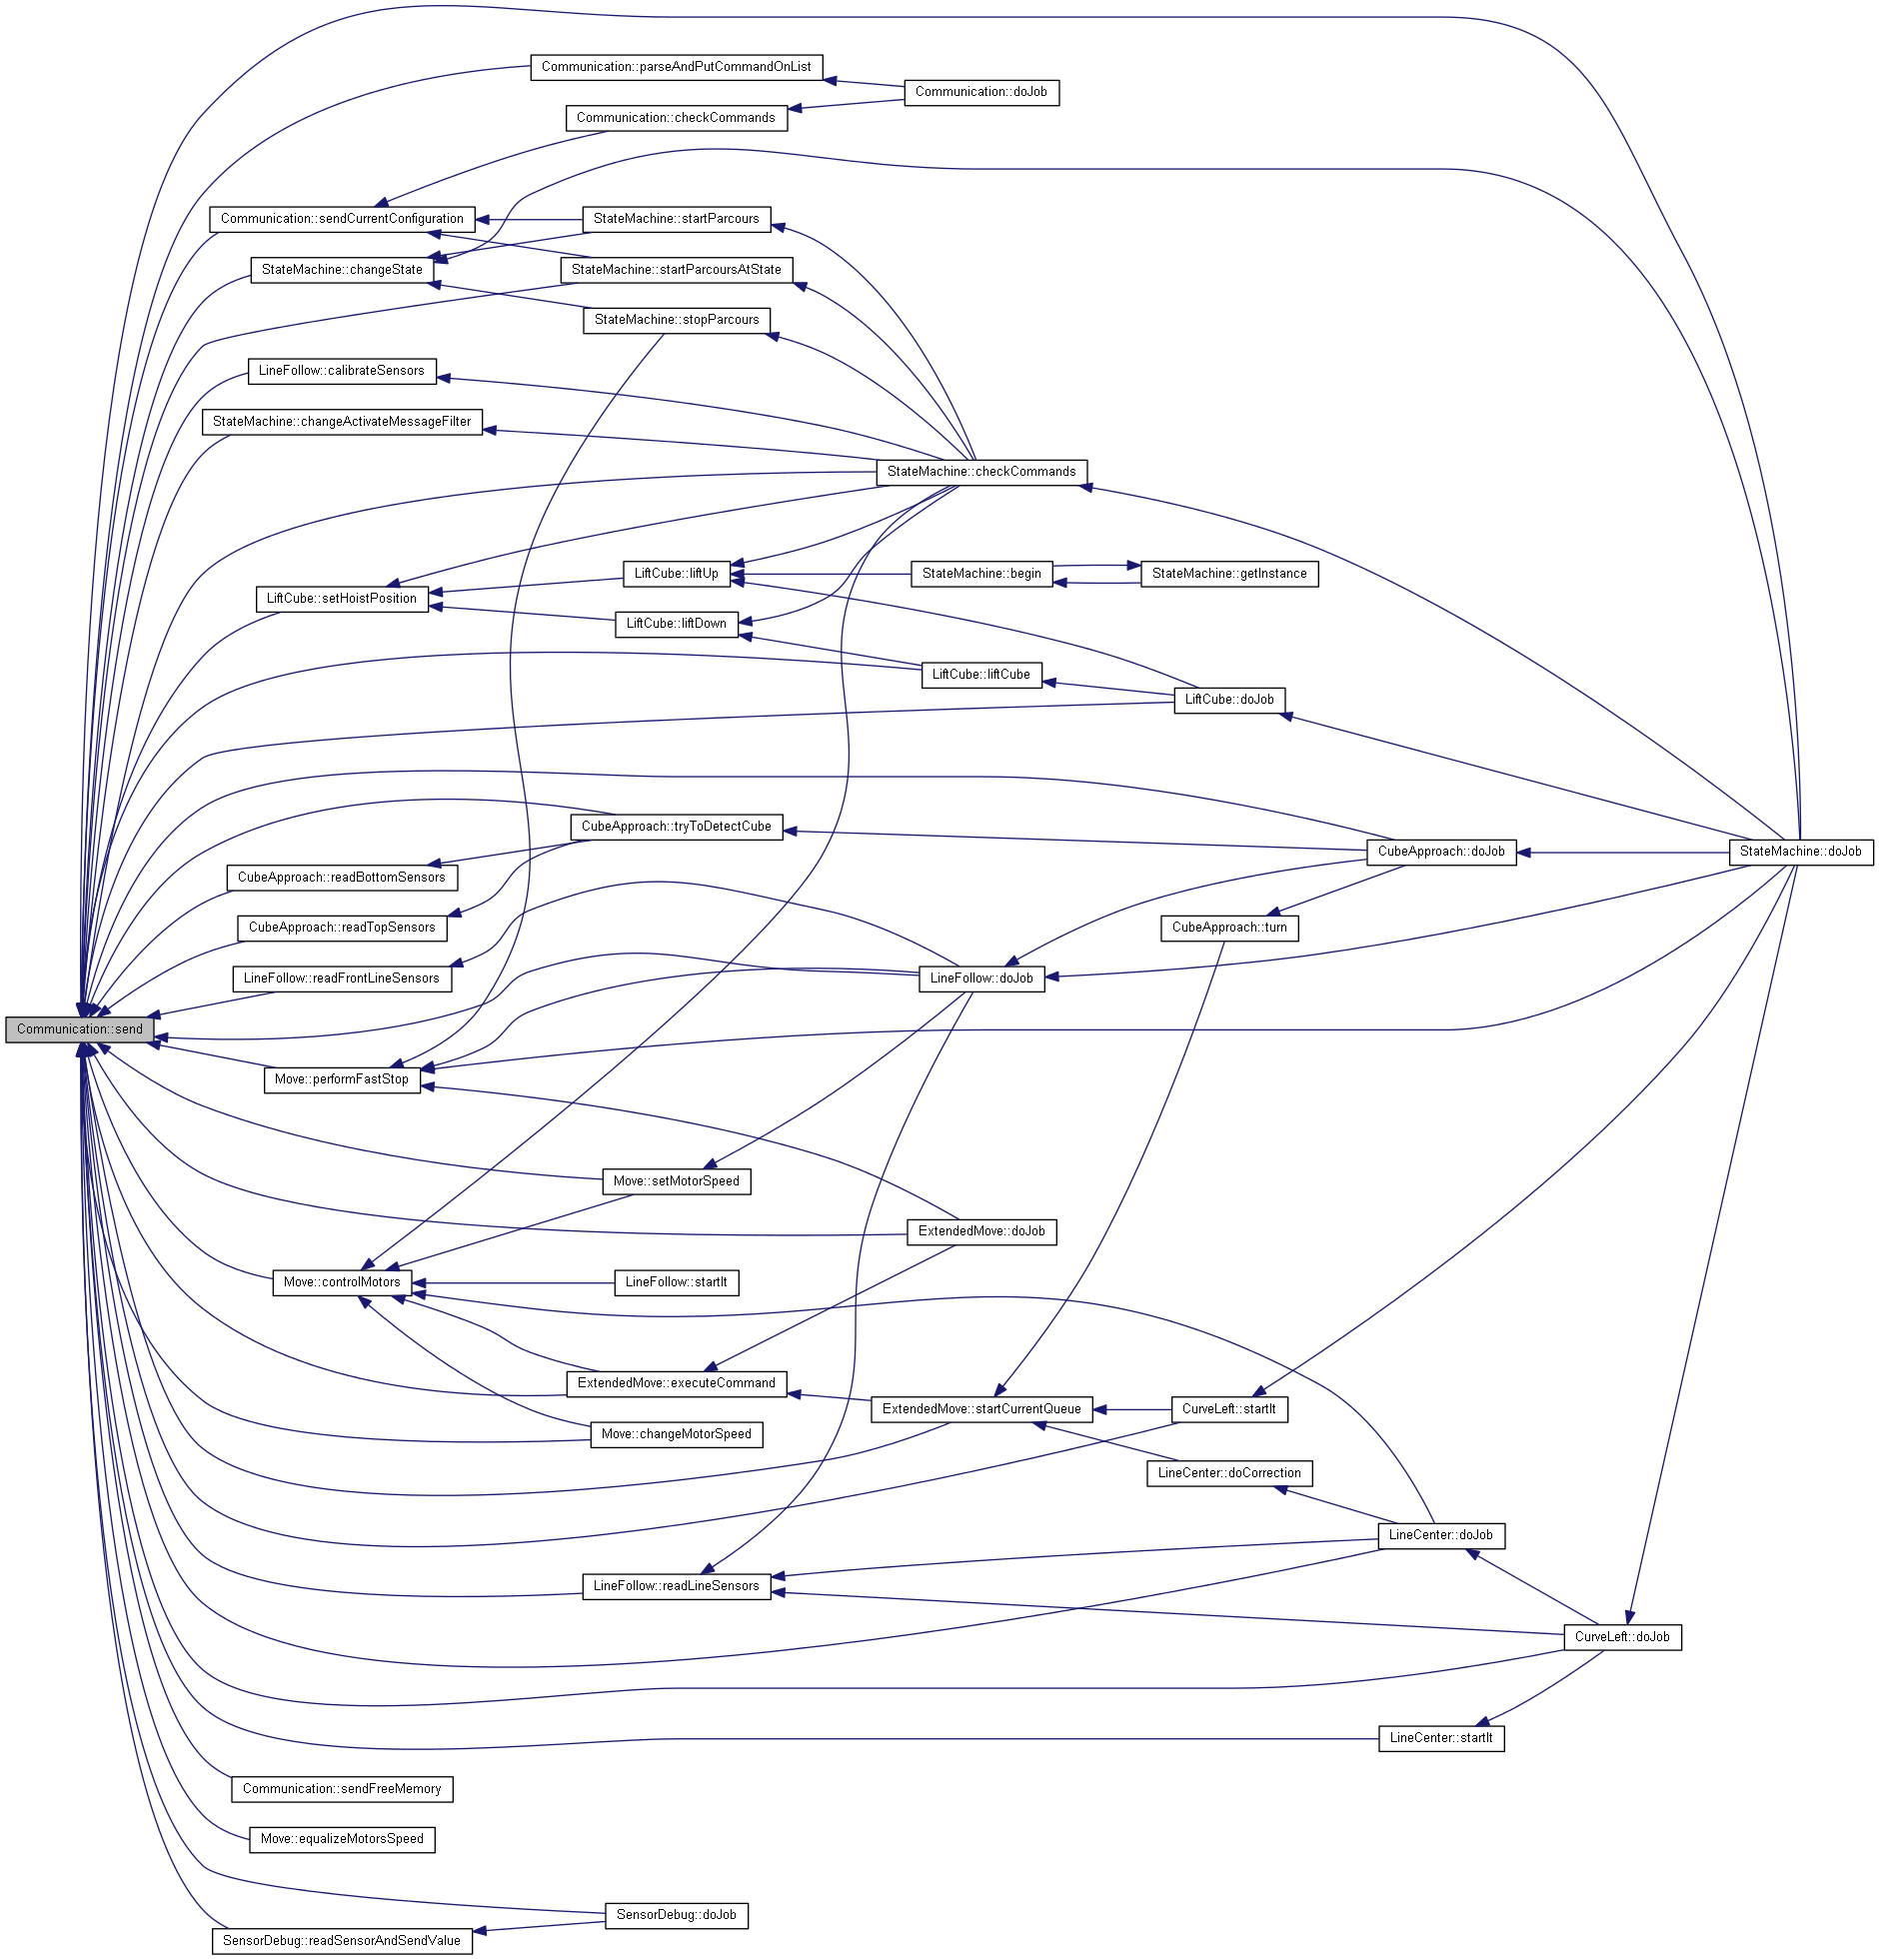 Communication::parseAndPutCommandOnList
Communication::doJob
Communication::checkCommands
Communication::sendCurrentConfiguration
StateMachine::startParcours
StateMachine::changeState
StateMachine::startParcoursAtState
StateMachine::stopParcours
LineFollow::calibrateSensors
StateMachine::changeActivateMessageFilter
StateMachine::checkCommands
LiftCube::liftUp
StateMachine::begin
StateMachine::getInstance
LiftCube::setHoistPosition
LiftCube::liftDown
LiftCube::liftCube
LiftCube::doJob
CubeApproach::tryToDetectCube
CubeApproach::doJob
StateMachine::doJob
CubeApproach::readBottomSensors
CubeApproach::readTopSensors
CubeApproach::turn
LineFollow::readFrontLineSensors
LineFollow::doJob
Communication::send
Move::performFastStop
Move::setMotorSpeed
ExtendedMove::doJob
Move::controlMotors
LineFollow::startIt
ExtendedMove::executeCommand
ExtendedMove::startCurrentQueue
CurveLeft::startIt
Move::changeMotorSpeed
LineCenter::doCorrection
LineCenter::doJob
LineFollow::readLineSensors
CurveLeft::doJob
LineCenter::startIt
Communication::sendFreeMemory
Move::equalizeMotorsSpeed
SensorDebug::doJob
SensorDebug::readSensorAndSendValue